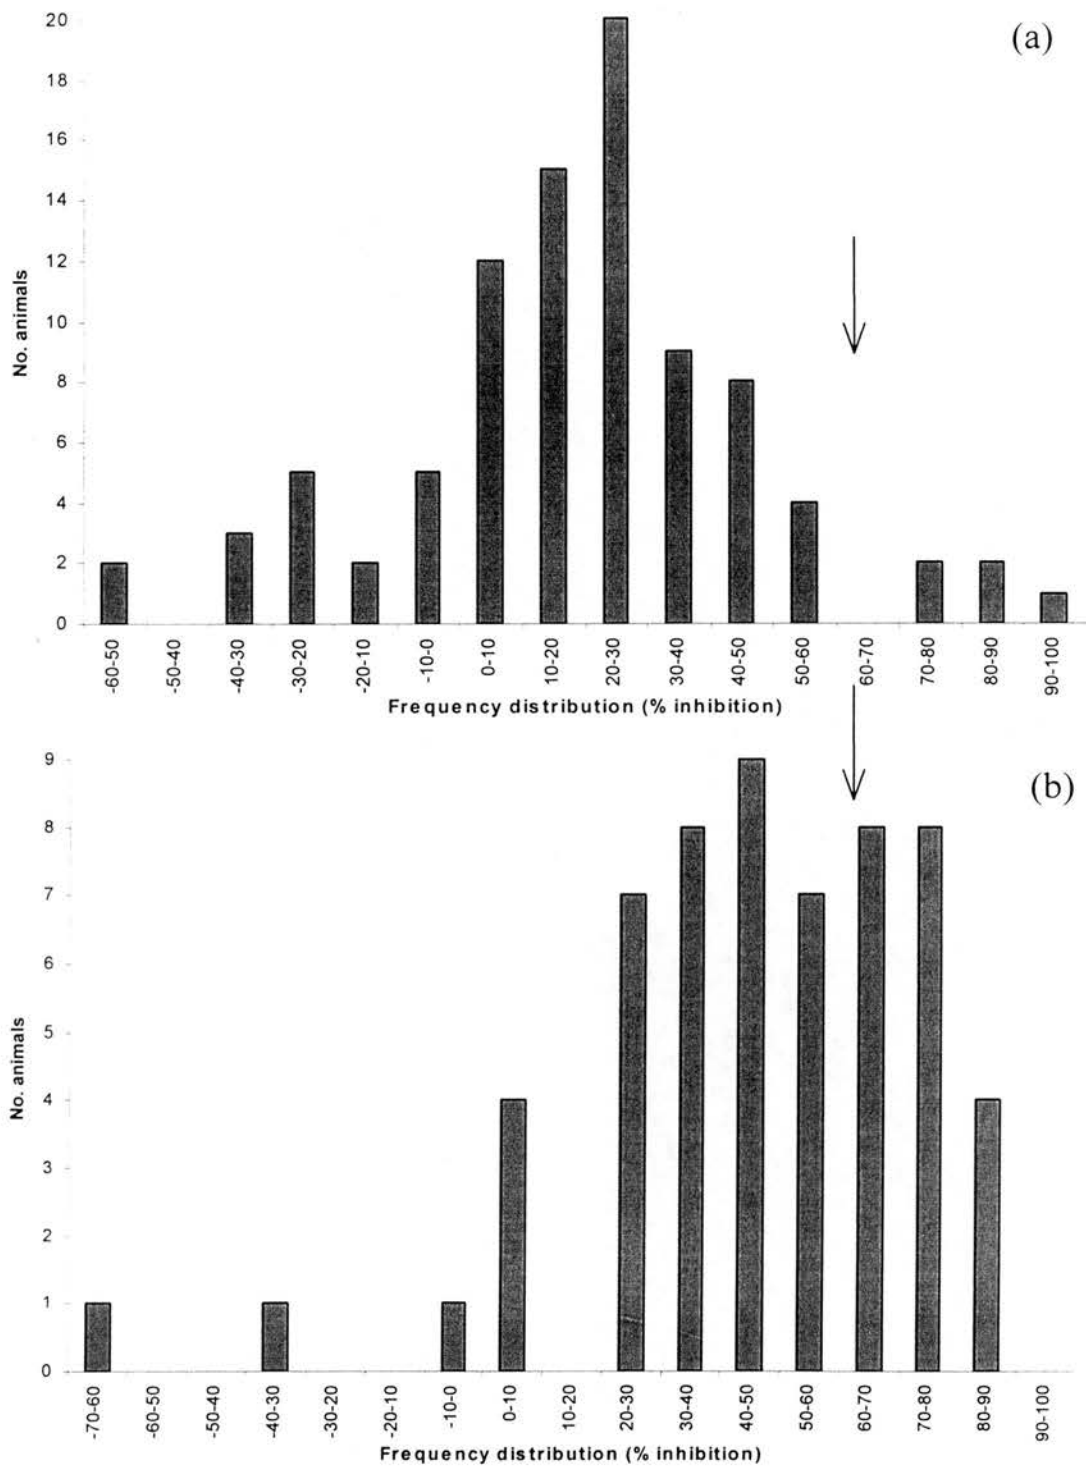 (a)
No. animals
20
18
16
14
12
10
8
6
4
2
0
-60-50 -50-40 -40-30 -30-20 -20-10 -10-0 0-10 10-20 20-30 30-40 40-50 50-60 60-70 70-80 80-90 90-100
Frequency distribution (% inhibition)
(b)
No. animals
9
8
7
6
5
4
3
2
1
0
-70-60 -60-50 -50-40 -40-30 -30-20 -20-10 -10-0 0-10 10-20 20-30 30-40 40-50 50-60 60-70 70-80 80-90 90-100
Frequency distribution (% inhibition)